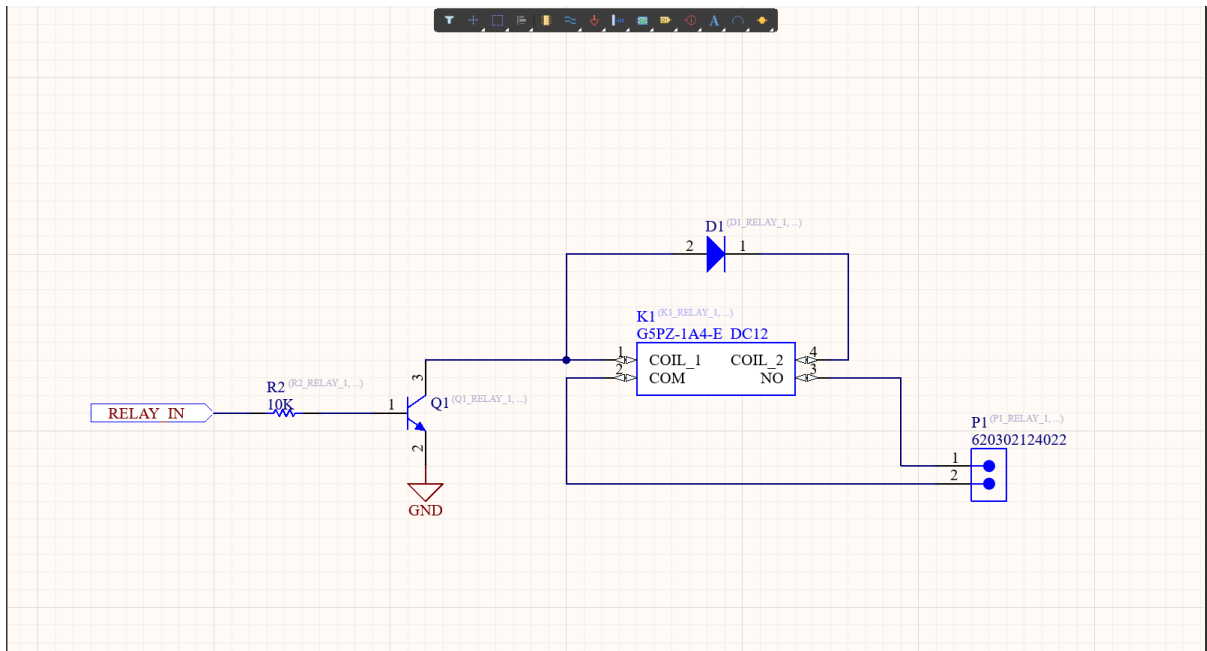 A
D1 (D1_RELAY_1, ...)
2
1
K1 (K1_RELAY_1, ...)
G5PZ-1A4-E DC12
1 COIL_1 COIL_2 4
2 COM NO 3
3
R2 (R2_RELAY_1, ...)
10K
RELAY_IN
1
Q1 (Q1_RELAY_1, ...)
2
GND
P1 (P1_RELAY_1, ...)
620302124022
1
2